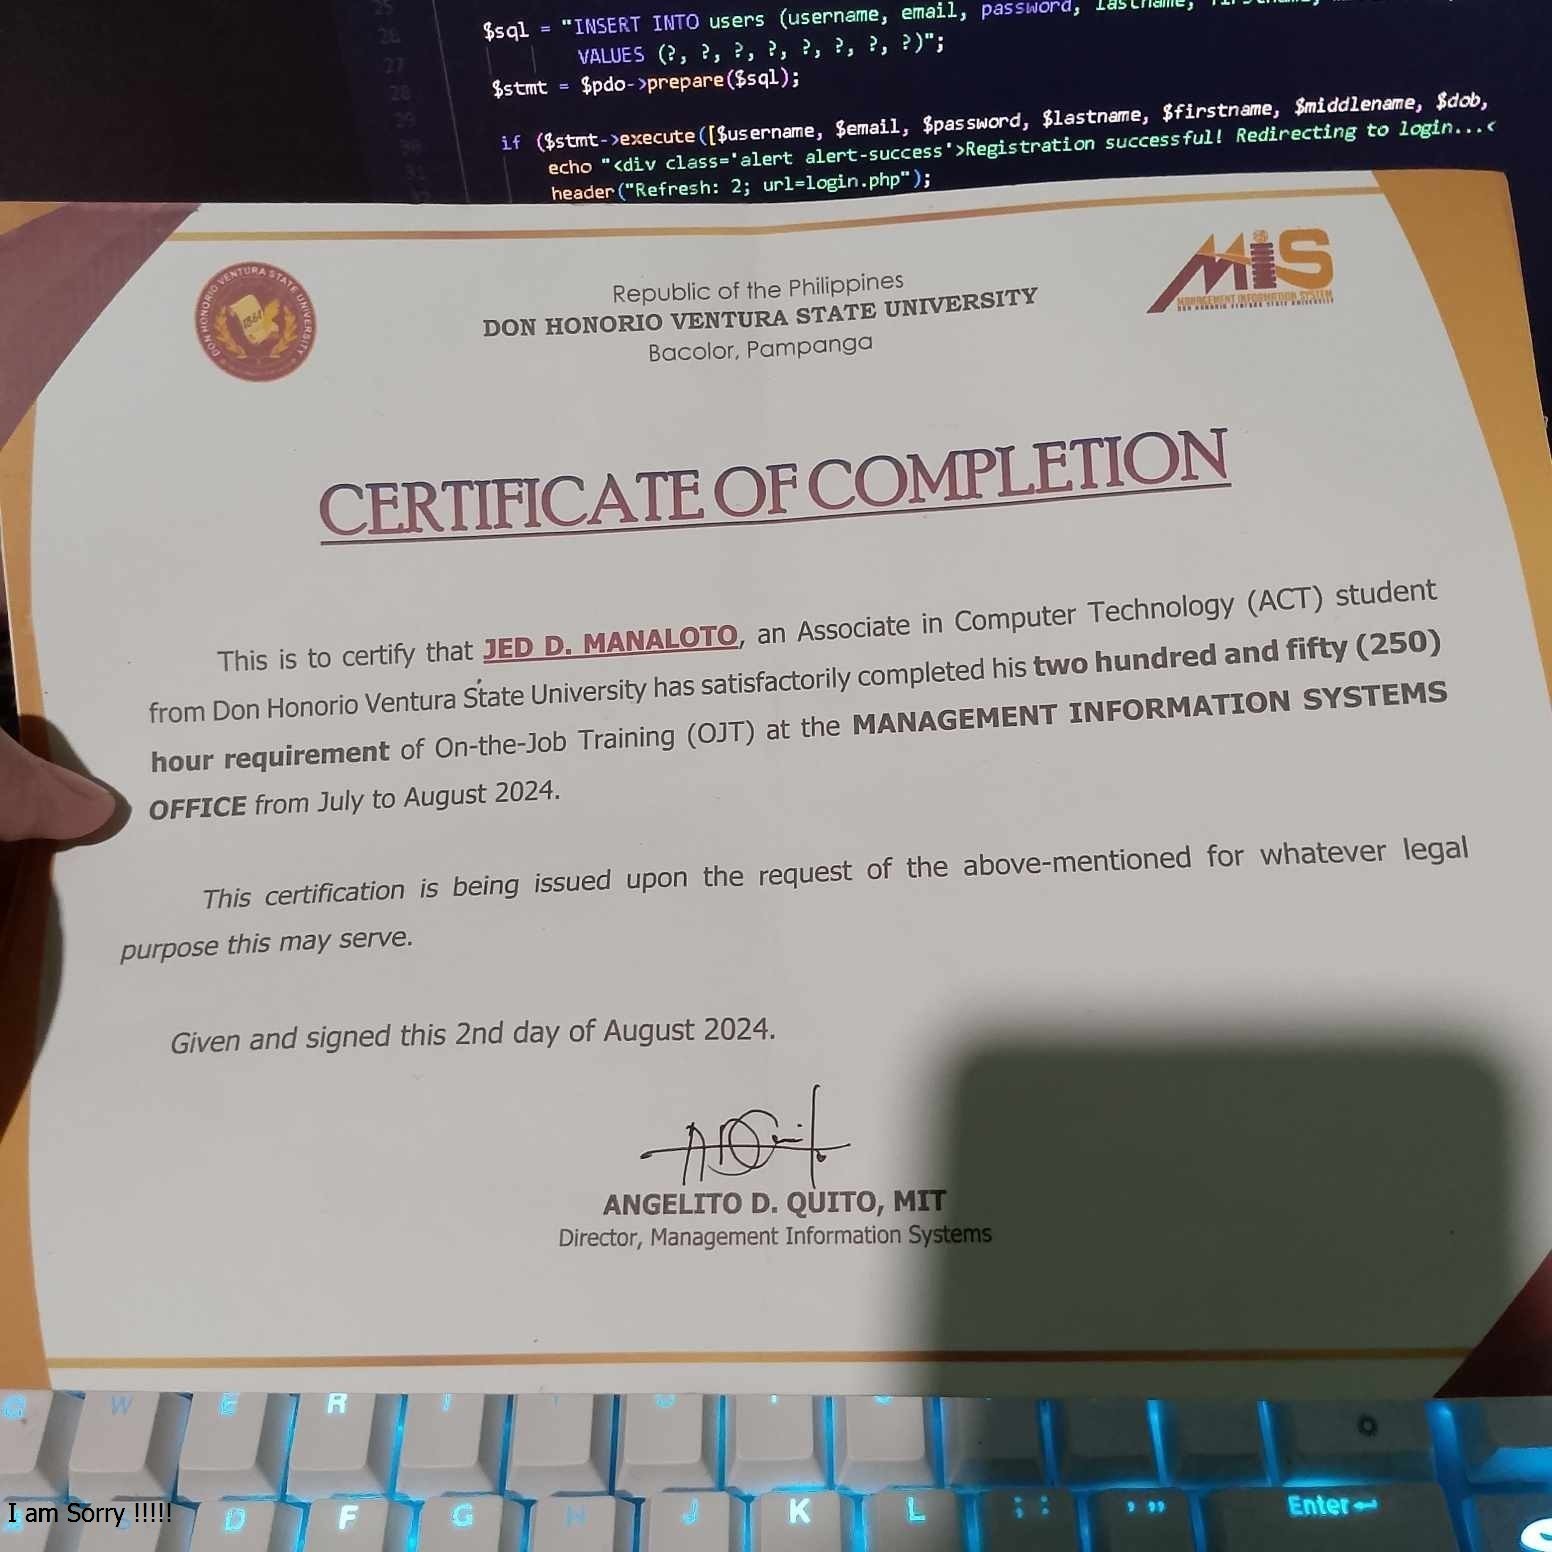 $sql = "INSERT INTO users (username, email, password,
VALUES (?, ?, ?, ?, ?, ?, ?, ?)";
$stmt = $pdo->prepare($sql);
if ($stmt->execute([$username, $email, $password, $lastname, $firstname, $middlename, $dob,
echo "<div class='alert alert-success'>Registration successful! Redirecting to login...<
header("Refresh: 2; url=login.php");
DON HONORIO VENTURA STATE UNIVERSITY
1861
MiS
MANAGEMENT INFORMATION SYSTEM
DON HONORIO VENTURA STATE UNIVERSITY
Republic of the Philippines
DON HONORIO VENTURA STATE UNIVERSITY
Bacolor, Pampanga
CERTIFICATE OF COMPLETION
This is to certify that JED D. MANALOTO, an Associate in Computer Technology (ACT) student
from Don Honorio Ventura State University has satisfactorily completed his two hundred and fifty (250)
hour requirement of On-the-Job Training (OJT) at the MANAGEMENT INFORMATION SYSTEMS
OFFICE from July to August 2024.
This certification is being issued upon the request of the above-mentioned for whatever legal
purpose this may serve.
Given and signed this 2nd day of August 2024.
ANGELITO D. QUITO, MIT
Director, Management Information Systems
W E R
D F G H J K L ; : ' " Enter
I am Sorry !!!!!